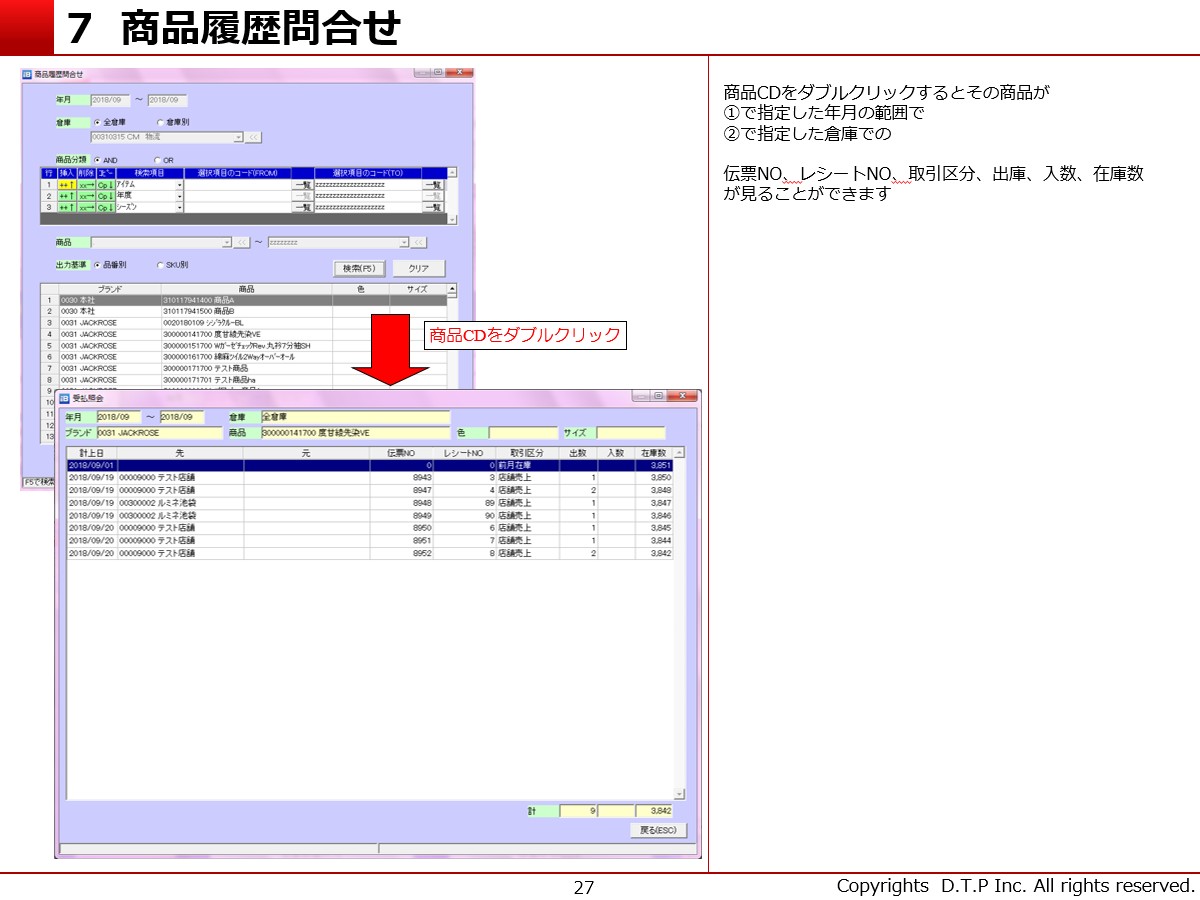 7 商品履歴問合せ
商品履歴問合せ
年月 2018/09 ～ 2018/09
倉庫 全倉庫 倉庫別
00310315 CM 物流 <<
商品分類 AND OR
行 挿入 削除 ｺﾋﾟｰ 検索項目 選択項目のコード(FROM) 選択項目のコード(TO)
1 ++↑ xx→ Cp↓ アイテム 一覧 zzzzzzzzzzzzzzzzzzzz 一覧
2 ++↑ xx→ Cp↓ 年度 一覧 zzzzzzzzzzzzzzzzzzzz 一覧
3 ++↑ xx→ Cp↓ シーズン 一覧 zzzzzzzzzzzzzzzzzzzz 一覧
商品 << ～ zzzzzzzz <<
出力基準 品番別 SKU別 検索(F5) クリア
ブランド 商品 色 サイズ
1 0030 本社 310117941400 商品A
2 0030 本社 310117941500 商品B
3 0031 JACKROSE 0020180109 ｼｼﾞﾗｸﾙｰBL
4 0031 JACKROSE 300000141700 度甘綾先染VE
5 0031 JACKROSE 300000151700 WｶﾞｰｾﾞﾁｪｯｸRev.丸衿7分袖SH
6 0031 JACKROSE 300000161700 綿麻ﾂｲﾙ2Wayオーバーオール
7 0031 JACKROSE 300000171700 テスト商品
8 0031 JACKROSE 300000171701 テスト商品ha
9
10
11
12
13
F5で検索
商品CDをダブルクリック
受払照会
年月 2018/09 ～ 2018/09 倉庫 全倉庫
ブランド 0031 JACKROSE 商品 300000141700 度甘綾先染VE 色 サイズ
計上日 先 元 伝票NO レシートNO 取引区分 出数 入数 在庫数
2018/09/01 0 0 前月在庫 3,851
2018/09/19 00009000 テスト店舗 8943 3 店舗売上 1 3,850
2018/09/19 00009000 テスト店舗 8947 4 店舗売上 2 3,848
2018/09/19 00300002 ルミネ池袋 8948 89 店舗売上 1 3,847
2018/09/19 00300002 ルミネ池袋 8949 90 店舗売上 1 3,846
2018/09/20 00009000 テスト店舗 8950 6 店舗売上 1 3,845
2018/09/20 00009000 テスト店舗 8951 7 店舗売上 1 3,844
2018/09/20 00009000 テスト店舗 8952 8 店舗売上 2 3,842
計 9 3,842
戻る(ESC)
商品CDをダブルクリックするとその商品が
①で指定した年月の範囲で
②で指定した倉庫での
伝票NO、レシートNO、取引区分、出庫、入数、在庫数
が見ることができます
27
Copyrights D.T.P Inc. All rights reserved.